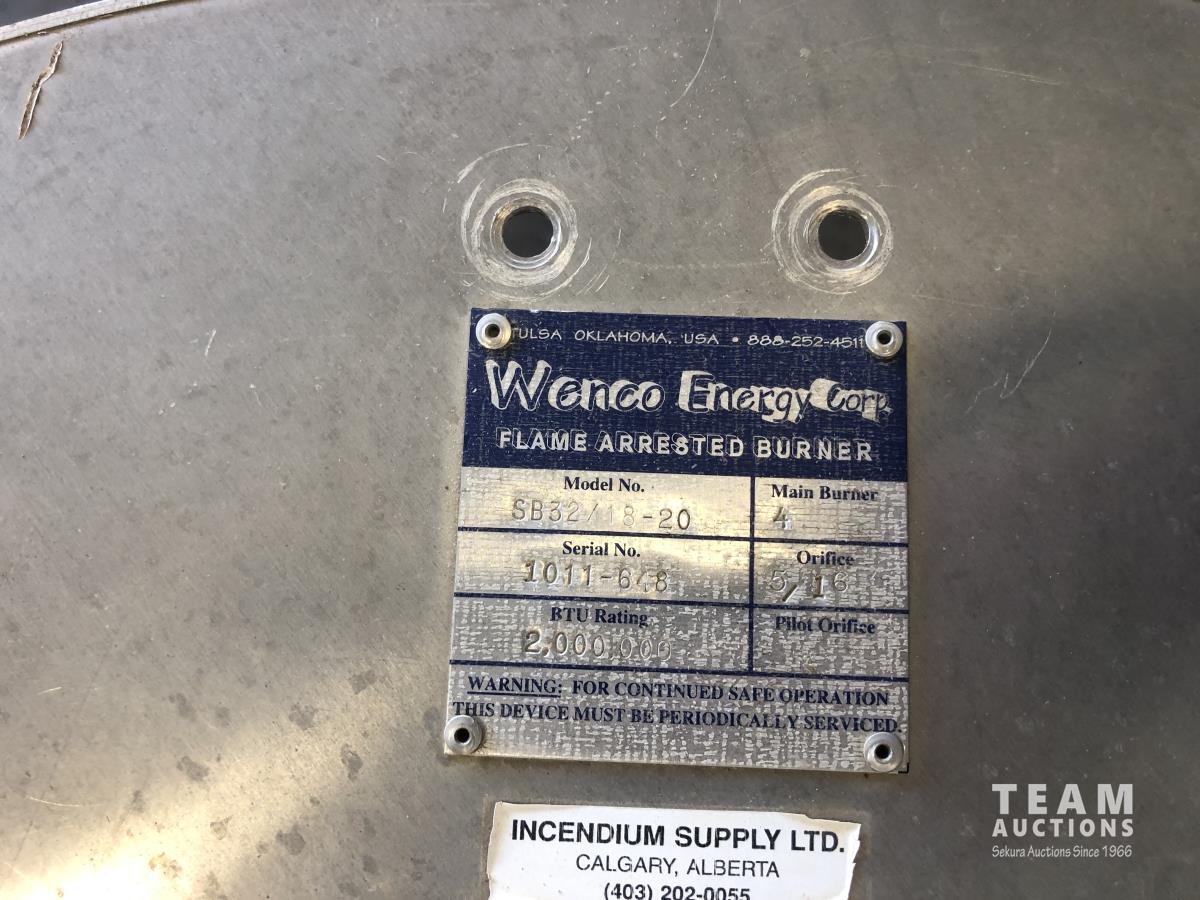 TULSA OKLAHOMA, USA • 888-252-4511
Wenco Energy Corp.
FLAME ARRESTED BURNER
Model No.
SB32/18-20
Main Burner
4
Serial No.
1011-648
Orifice
5/16
BTU Rating
2,000,000
Pilot Orifice
WARNING: FOR CONTINUED SAFE OPERATION
THIS DEVICE MUST BE PERIODICALLY SERVICED.
INCENDIUM SUPPLY LTD.
CALGARY, ALBERTA
(403) 202-0055
TEAM
AUCTIONS
Sekura Auctions Since 1966